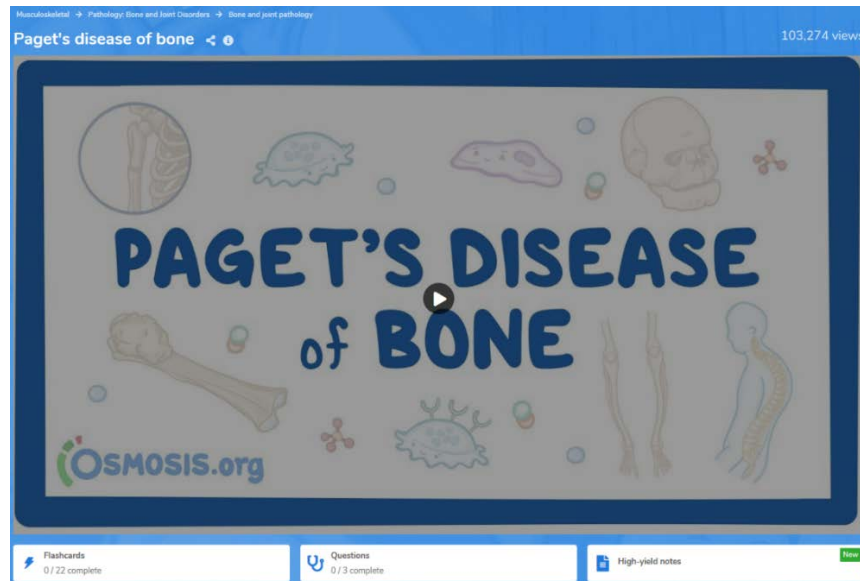 Musculoskeletal → Pathology: Bone and Joint Disorders → Bone and joint pathology
Paget's disease of bone
103,274 views
PAGET'S DISEASE
of BONE
OSMOSIS.org
Flashcards
0 / 22 complete
Questions
0 / 3 complete
High-yield notes
New